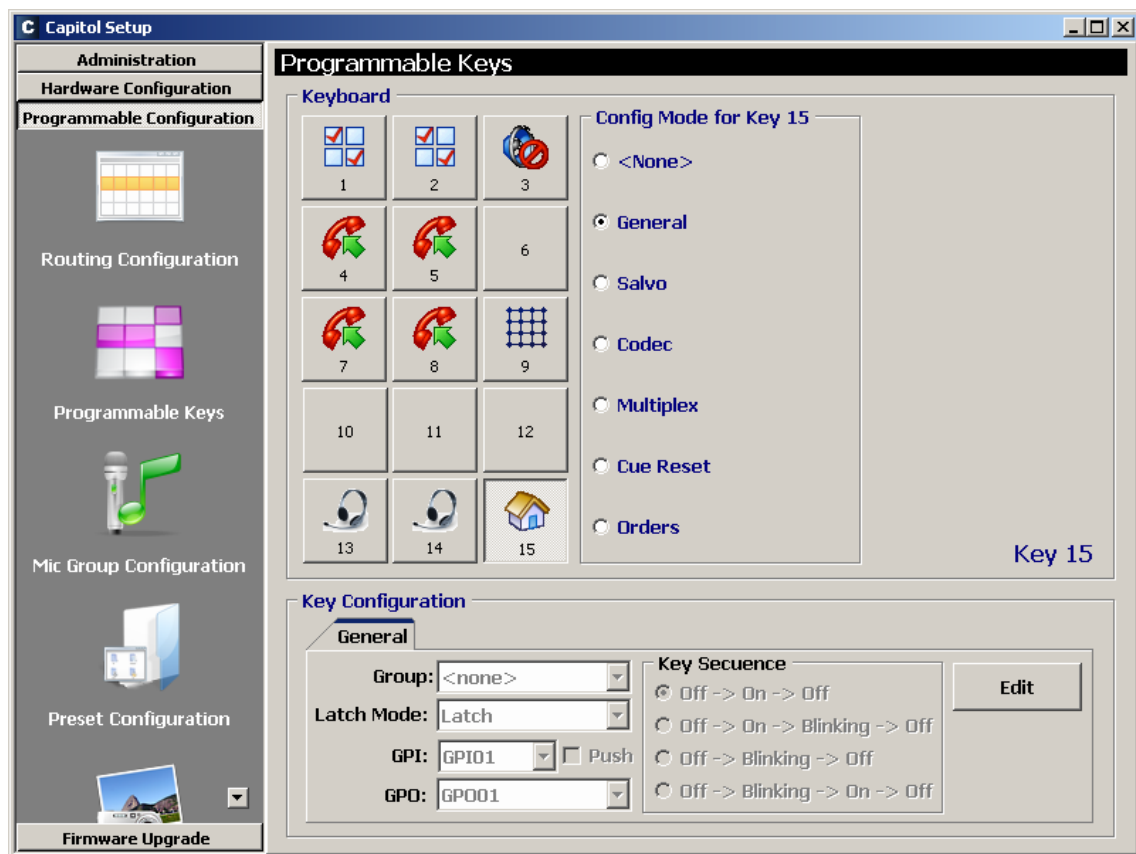 Capitol Setup
Administration
Hardware Configuration
Programmable Configuration
Routing Configuration
Programmable Keys
Mic Group Configuration
Preset Configuration
Firmware Upgrade
Programmable Keys
Keyboard
1 2 3
4 5 6
7 8 9
10 11 12
13 14 15
Config Mode for Key 15
<None>
General
Salvo
Codec
Multiplex
Cue Reset
Orders
Key 15
Key Configuration
General
Group: <none>
Latch Mode: Latch
GPI: GPIO1 Push
GPO: GPO01
Key Secuence
Off -> On -> Off
Off -> On -> Blinking -> Off
Off -> Blinking -> Off
Off -> Blinking -> On -> Off
Edit